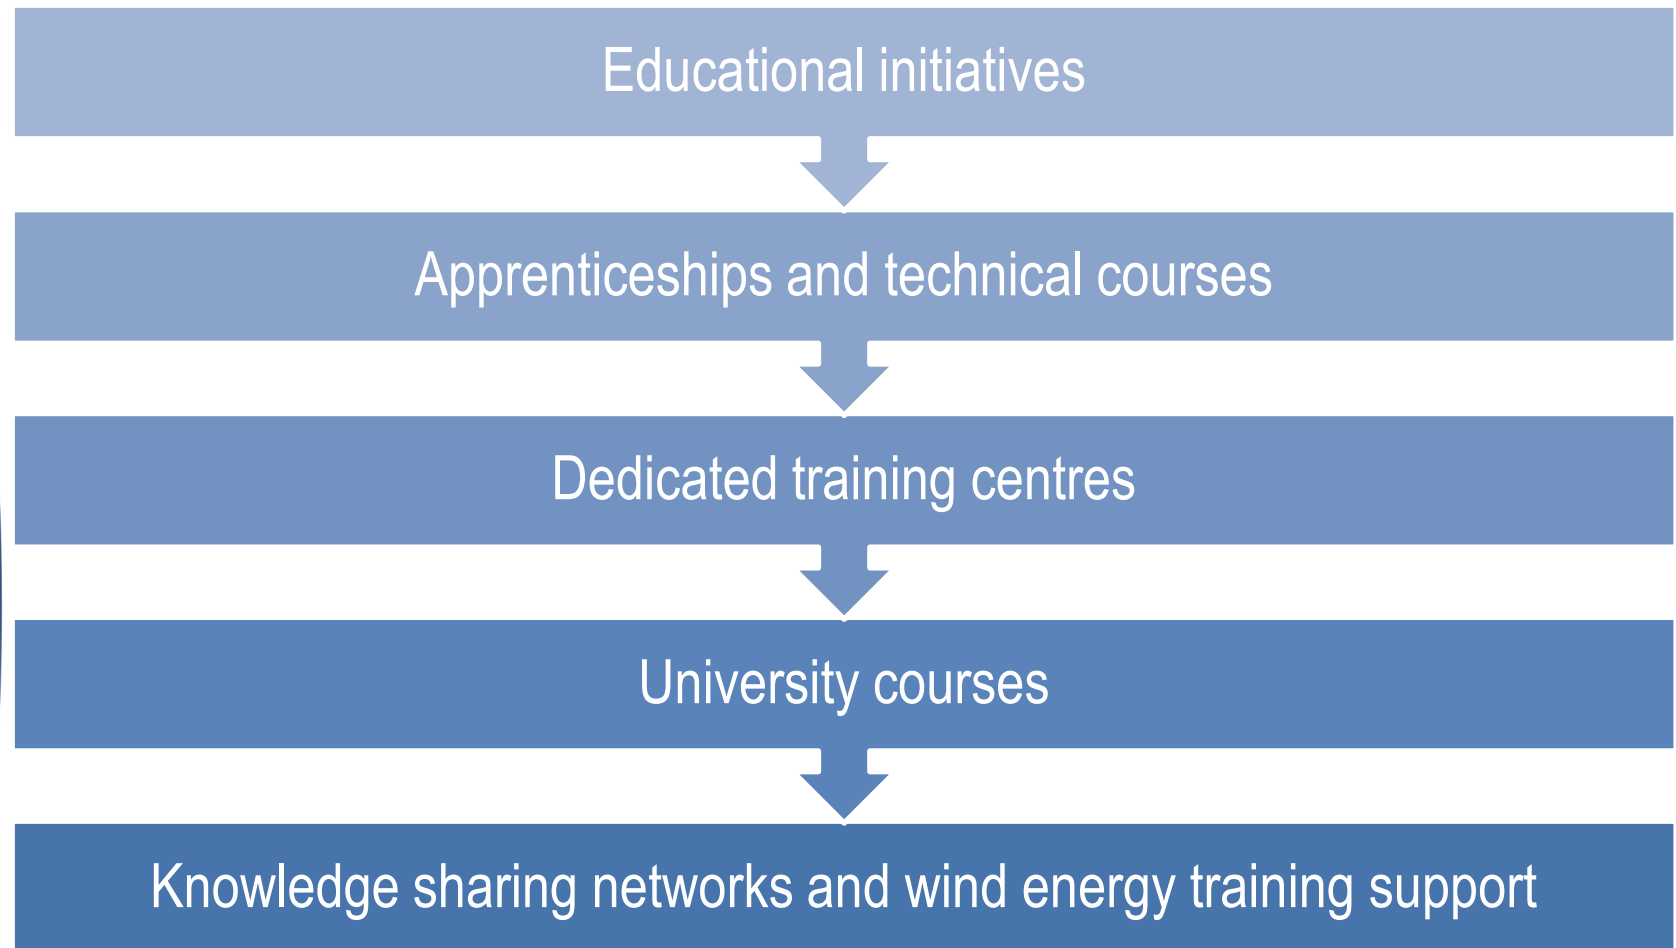 Educational initiatives
Apprenticeships and technical courses
Dedicated training centres
University courses
Knowledge sharing networks and wind energy training support